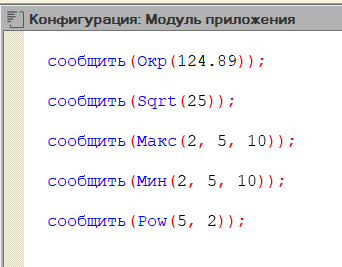 Конфигурация: Модуль приложения
сообщить(Окр(124.89));
сообщить(Sqrt(25));
сообщить(Макс(2, 5, 10));
сообщить(Мин(2, 5, 10));
сообщить(Pow(5, 2));